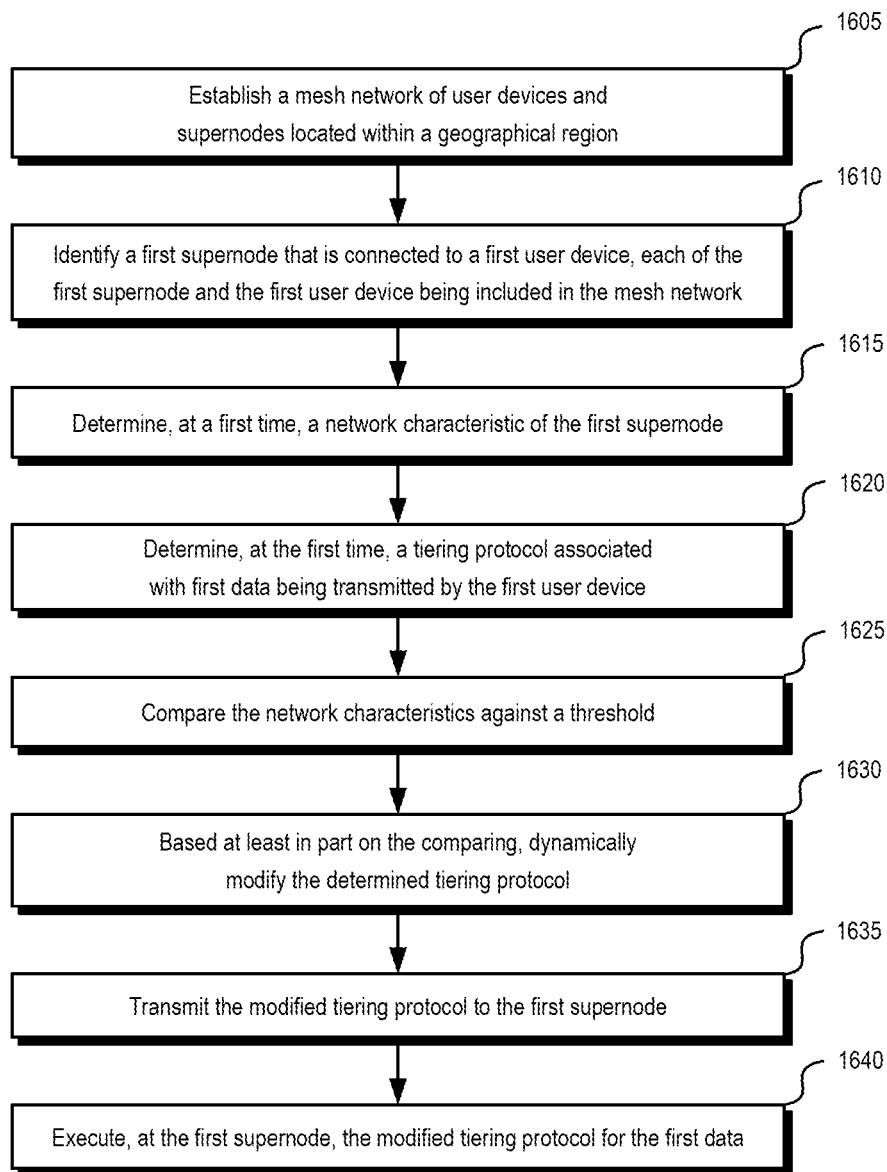 1605
Establish a mesh network of user devices and
supernodes located within a geographical region
1610
Identify a first supernode that is connected to a first user device, each of the
first supernode and the first user device being included in the mesh network
1615
Determine, at a first time, a network characteristic of the first supernode
1620
Determine, at the first time, a tiering protocol associated
with first data being transmitted by the first user device
1625
Compare the network characteristics against a threshold
1630
Based at least in part on the comparing, dynamically
modify the determined tiering protocol
1635
Transmit the modified tiering protocol to the first supernode
1640
Execute, at the first supernode, the modified tiering protocol for the first data